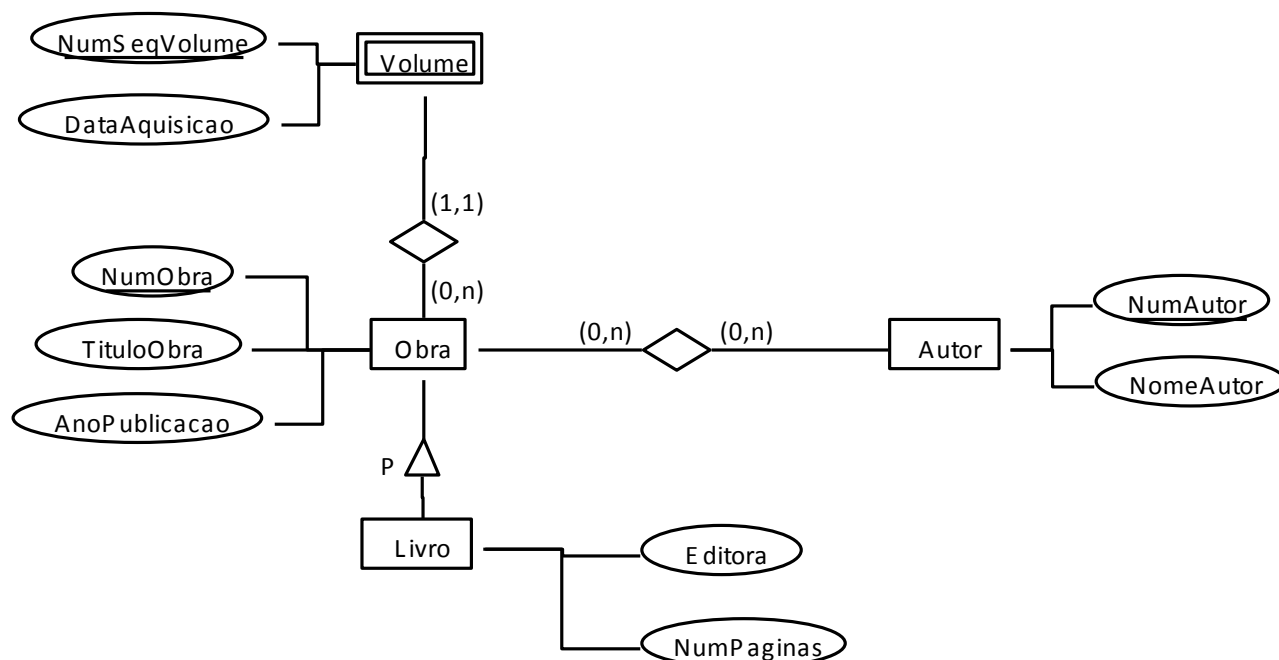 NumSeqVolume
Volume
DataAquisicao
(1,1)
NumObra
(0,n)
TituloObra
Obra
(0,n)
(0,n)
Autor
NumAutor
AnoPublicacao
NomeAutor
P
Livro
Editora
NumPaginas